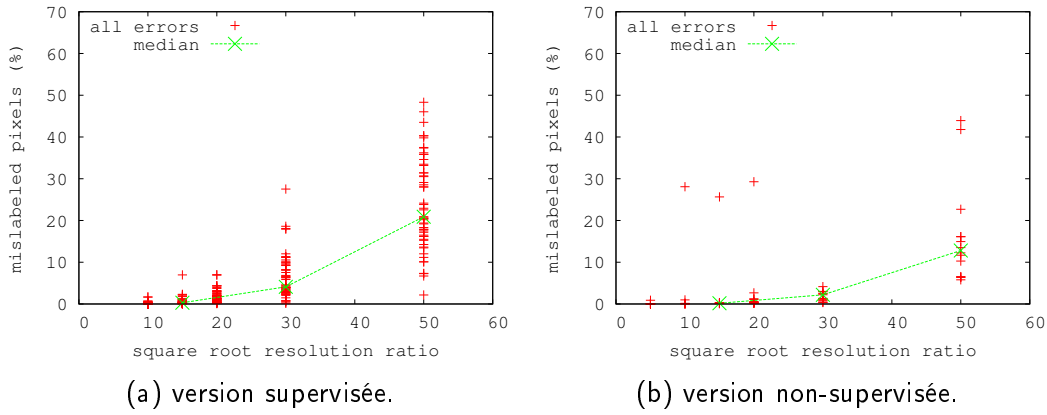 all errors
median
mislabeled pixels (%)
70
60
50
40
30
20
10
0
0 10 20 30 40 50 60
square root resolution ratio
(a) version supervisée.
all errors
median
mislabeled pixels (%)
70
60
50
40
30
20
10
0
0 10 20 30 40 50 60
square root resolution ratio
(b) version non-supervisée.